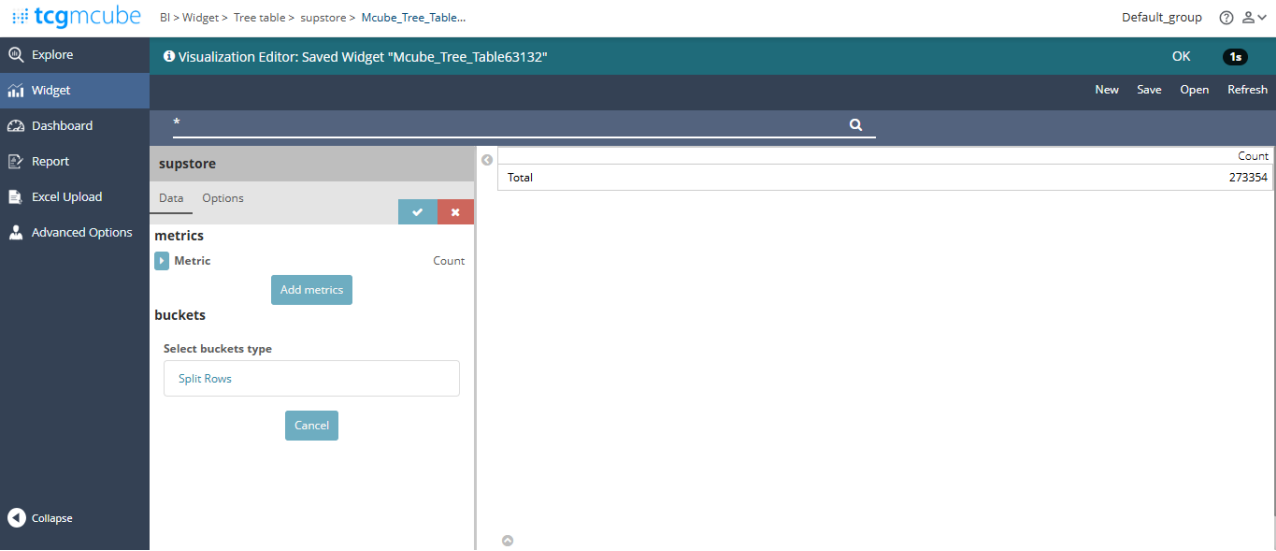 tcgmcube
BI > Widget > Tree table > supstore > Mcube_Tree_Table...
Default_group
Explore
Visualization Editor: Saved Widget "Mcube_Tree_Table63132"
OK
1s
Widget
New Save Open Refresh
Dashboard
*
Report
supstore
Count
Total 273354
Excel Upload
Data Options
Advanced Options
metrics
Metric Count
Add metrics
buckets
Select buckets type
Split Rows
Cancel
Collapse